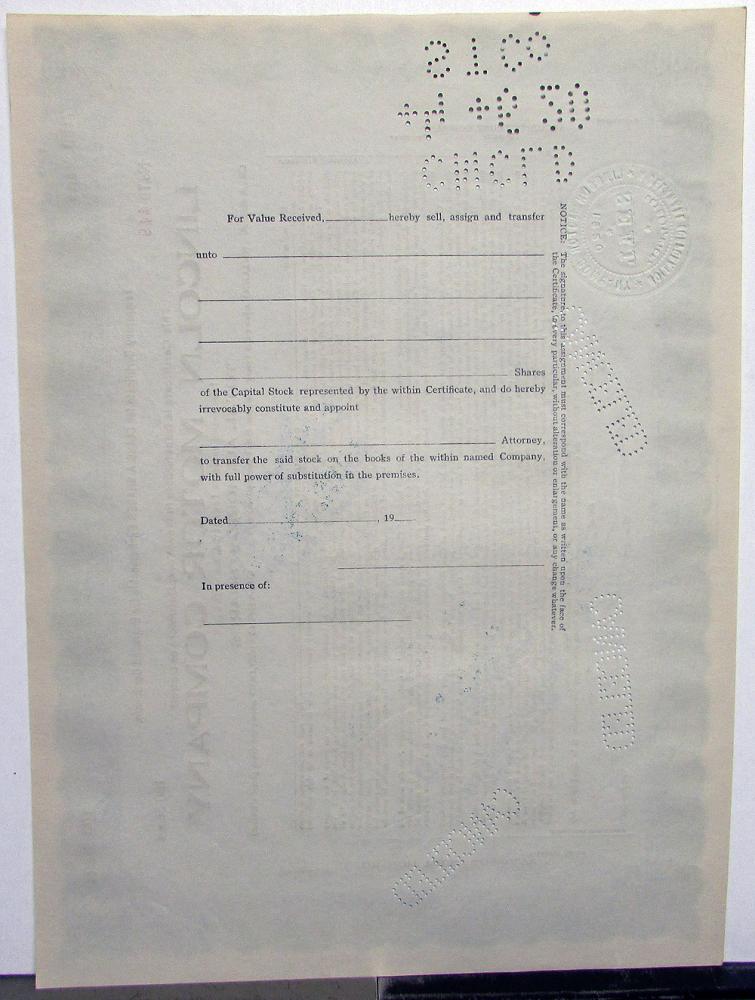 For Value Received, hereby sell, assign and transfer
unto
Shares
of the Capital Stock represented by the within Certificate, and do hereby
irrevocably constitute and appoint
Attorney,
to transfer the said stock on the books of the within named Company,
with full power of substitution in the premises.
Dated , 19
In presence of:
NOTICE: The signature to this assignment must correspond with the name as written upon the face of
the Certificate, in every particular, without alteration or enlargement, or any change whatever.
LINCOLN MOTOR COMPANY